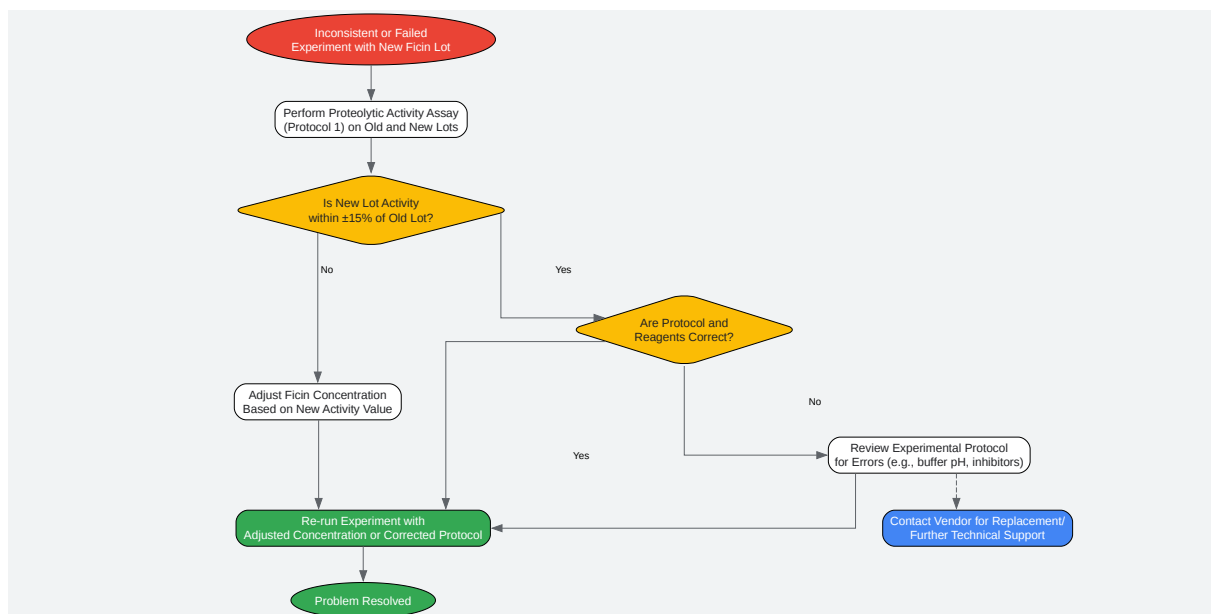 Inconsistent or Failed
Experiment with New Ficin Lot
Perform Proteolytic Activity Assay
(Protocol 1) on Old and New Lots
Is New Lot Activity
within ±15% of Old Lot?
No
Yes
Are Protocol and
Reagents Correct?
Adjust Ficin Concentration
Based on New Activity Value
No
Yes
Review Experimental Protocol
for Errors (e.g., buffer pH, inhibitors)
Re-run Experiment with
Adjusted Concentration or Corrected Protocol
Contact Vendor for Replacement/
Further Technical Support
Problem Resolved